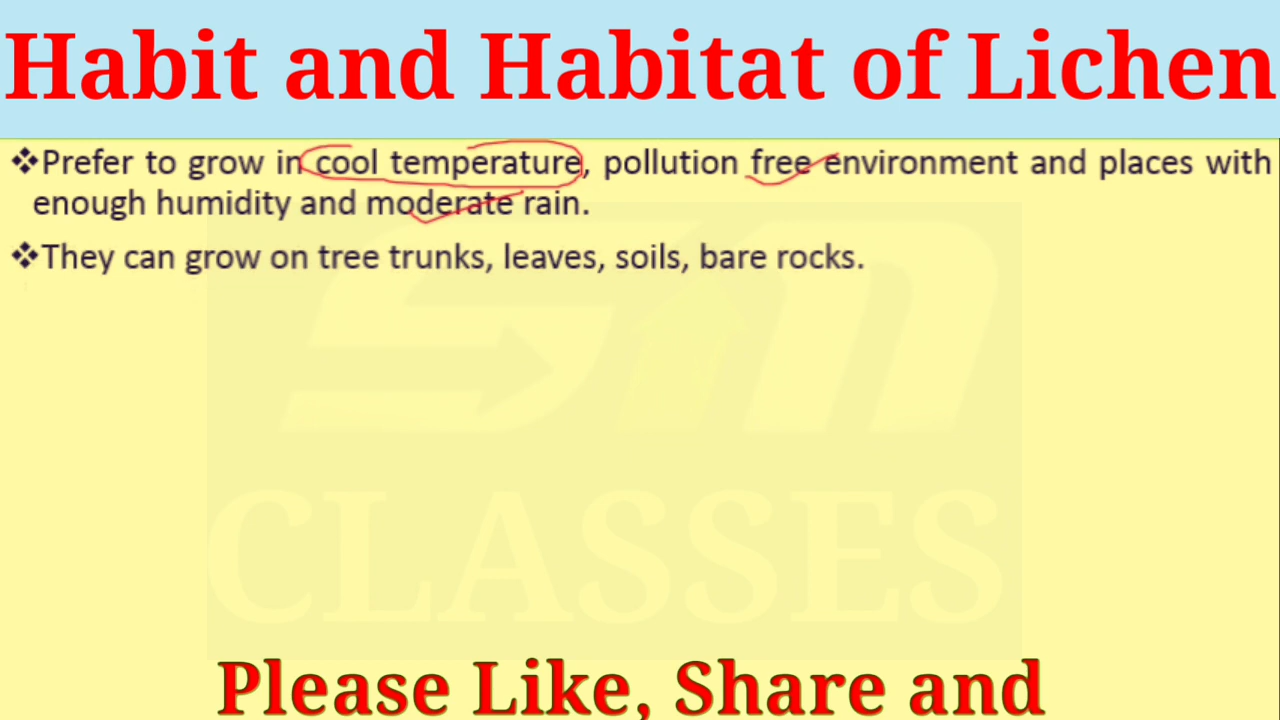 Habit and Habitat of Lichen
❖Prefer to grow in cool temperature, pollution free environment and places with
enough humidity and moderate rain.
❖They can grow on tree trunks, leaves, soils, bare rocks.
Sm
CLASSES
Please Like, Share and